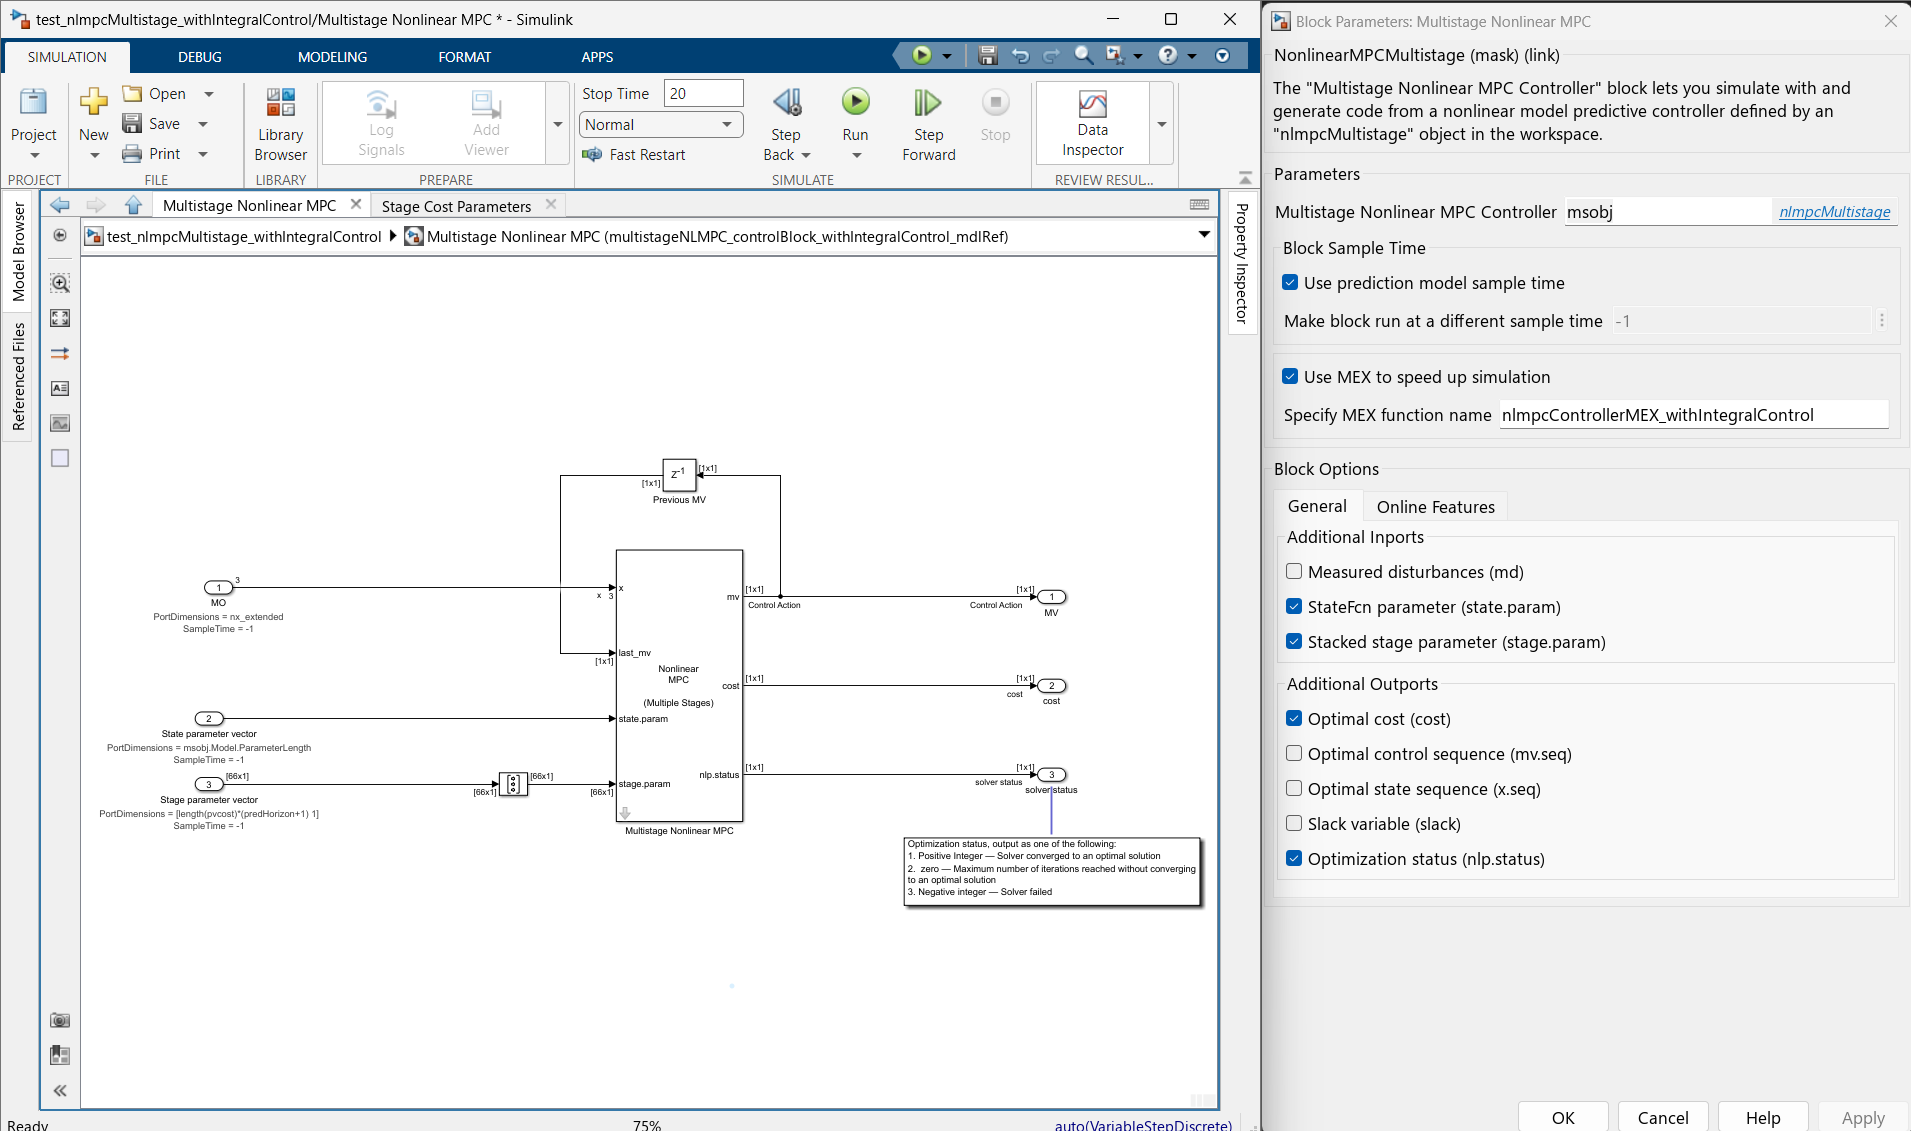 test_nlmpcMultistage_withIntegralControl/Multistage Nonlinear MPC * - Simulink
SIMULATION
DEBUG
MODELING
FORMAT
APPS
Project
New
Open
Save
Print
Library
Browser
Log
Signals
Add
Viewer
Stop Time
20
Normal
Fast Restart
Step
Back
Run
Step
Forward
Stop
Data
Inspector
PROJECT
FILE
LIBRARY
PREPARE
SIMULATE
REVIEW RESUL...
Model Browser
Referenced Files
Multistage Nonlinear MPC
Stage Cost Parameters
test_nlmpcMultistage_withIntegralControl
Multistage Nonlinear MPC (multistageNLMPC_controlBlock_withIntegralControl_mdlRef)
Property Inspector
z-1
[1x1]
[1x1]
Previous MV
1
3
MO
PortDimensions = nx_extended
SampleTime = -1
x
3
x
last_mv
[1x1]
Nonlinear
MPC
(Multiple Stages)
mv
[1x1]
Control Action
[1x1]
Control Action
1
MV
cost
[1x1]
[1x1]
cost
2
cost
2
State parameter vector
PortDimensions = msobj.Model.ParameterLength
SampleTime = -1
state.param
3
[66x1]
Stage parameter vector
PortDimensions = [length(pvcost)*(predHorizon+1) 1]
SampleTime = -1
[66x1]
[66x1]
[66x1]
stage.param
nlp.status
[1x1]
[1x1]
solver status
3
solver status
Multistage Nonlinear MPC
Optimization status, output as one of the following:
1. Positive Integer — Solver converged to an optimal solution
2. zero — Maximum number of iterations reached without converging
to an optimal solution
3. Negative integer — Solver failed
Ready
75%
auto(VariableStepDiscrete)
Block Parameters: Multistage Nonlinear MPC
NonlinearMPCMultistage (mask) (link)
The "Multistage Nonlinear MPC Controller" block lets you simulate with and
generate code from a nonlinear model predictive controller defined by an
"nlmpcMultistage" object in the workspace.
Parameters
Multistage Nonlinear MPC Controller
msobj
nlmpcMultistage
Block Sample Time
Use prediction model sample time
Make block run at a different sample time
-1
Use MEX to speed up simulation
Specify MEX function name
nlmpcControllerMEX_withIntegralControl
Block Options
General
Online Features
Additional Inports
Measured disturbances (md)
StateFcn parameter (state.param)
Stacked stage parameter (stage.param)
Additional Outports
Optimal cost (cost)
Optimal control sequence (mv.seq)
Optimal state sequence (x.seq)
Slack variable (slack)
Optimization status (nlp.status)
OK
Cancel
Help
Apply